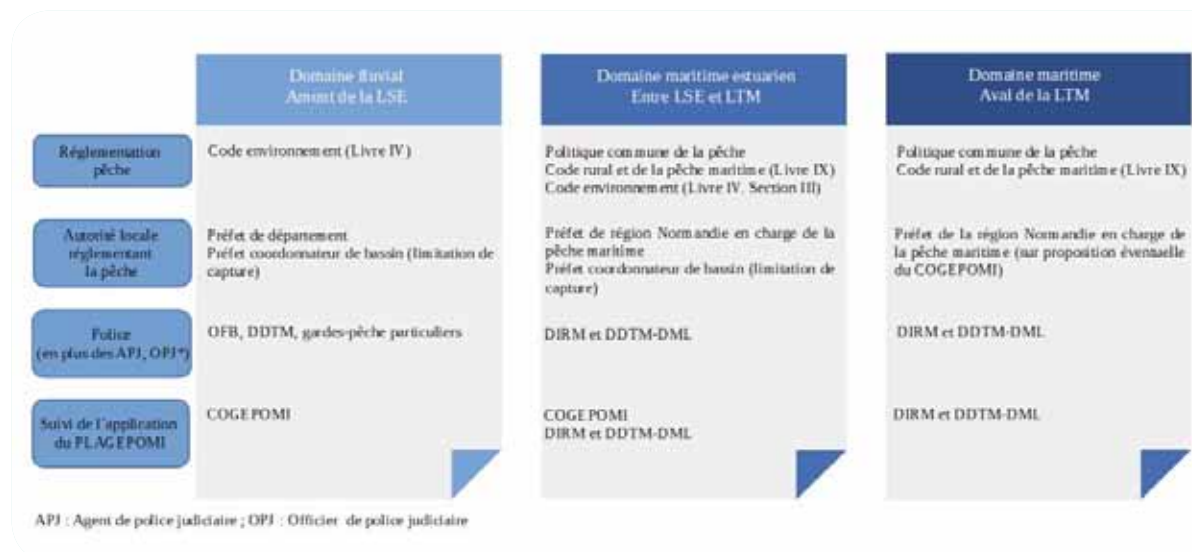 Domaine fluvial
Amont de la LSE
Domaine maritime estuarien
Entre LSE et LTM
Domaine maritime
Aval de la LTM
Réglementation
pêche
Code environnement (Livre IV)
Politique commune de la pêche
Code rural et de la pêche maritime (Livre IX)
Code environnement (Livre IV, Section III)
Politique commune de la pêche
Code rural et de la pêche maritime (Livre IX)
Autorité locale
réglementant
la pêche
Préfet de département
Préfet coordonnateur de bassin (limitation de
capture)
Préfet de région Normandie en charge de la
pêche maritime
Préfet coordonnateur de bassin (limitation de
capture)
Préfet de la région Normandie en charge de
la pêche maritime (sur proposition éventuelle
du COGEPOMI)
Police
(en plus des APJ, OPJ*)
OFB, DDTM, gardes-pêche particuliers
DIRM et DDTM-DML
DIRM et DDTM-DML
Suivi de l'application
du PLAGEPOMI
COGEPOMI
COGEPOMI
DIRM et DDTM-DML
DIRM et DDTM-DML
APJ : Agent de police judiciaire ; OPJ : Officier de police judiciaire